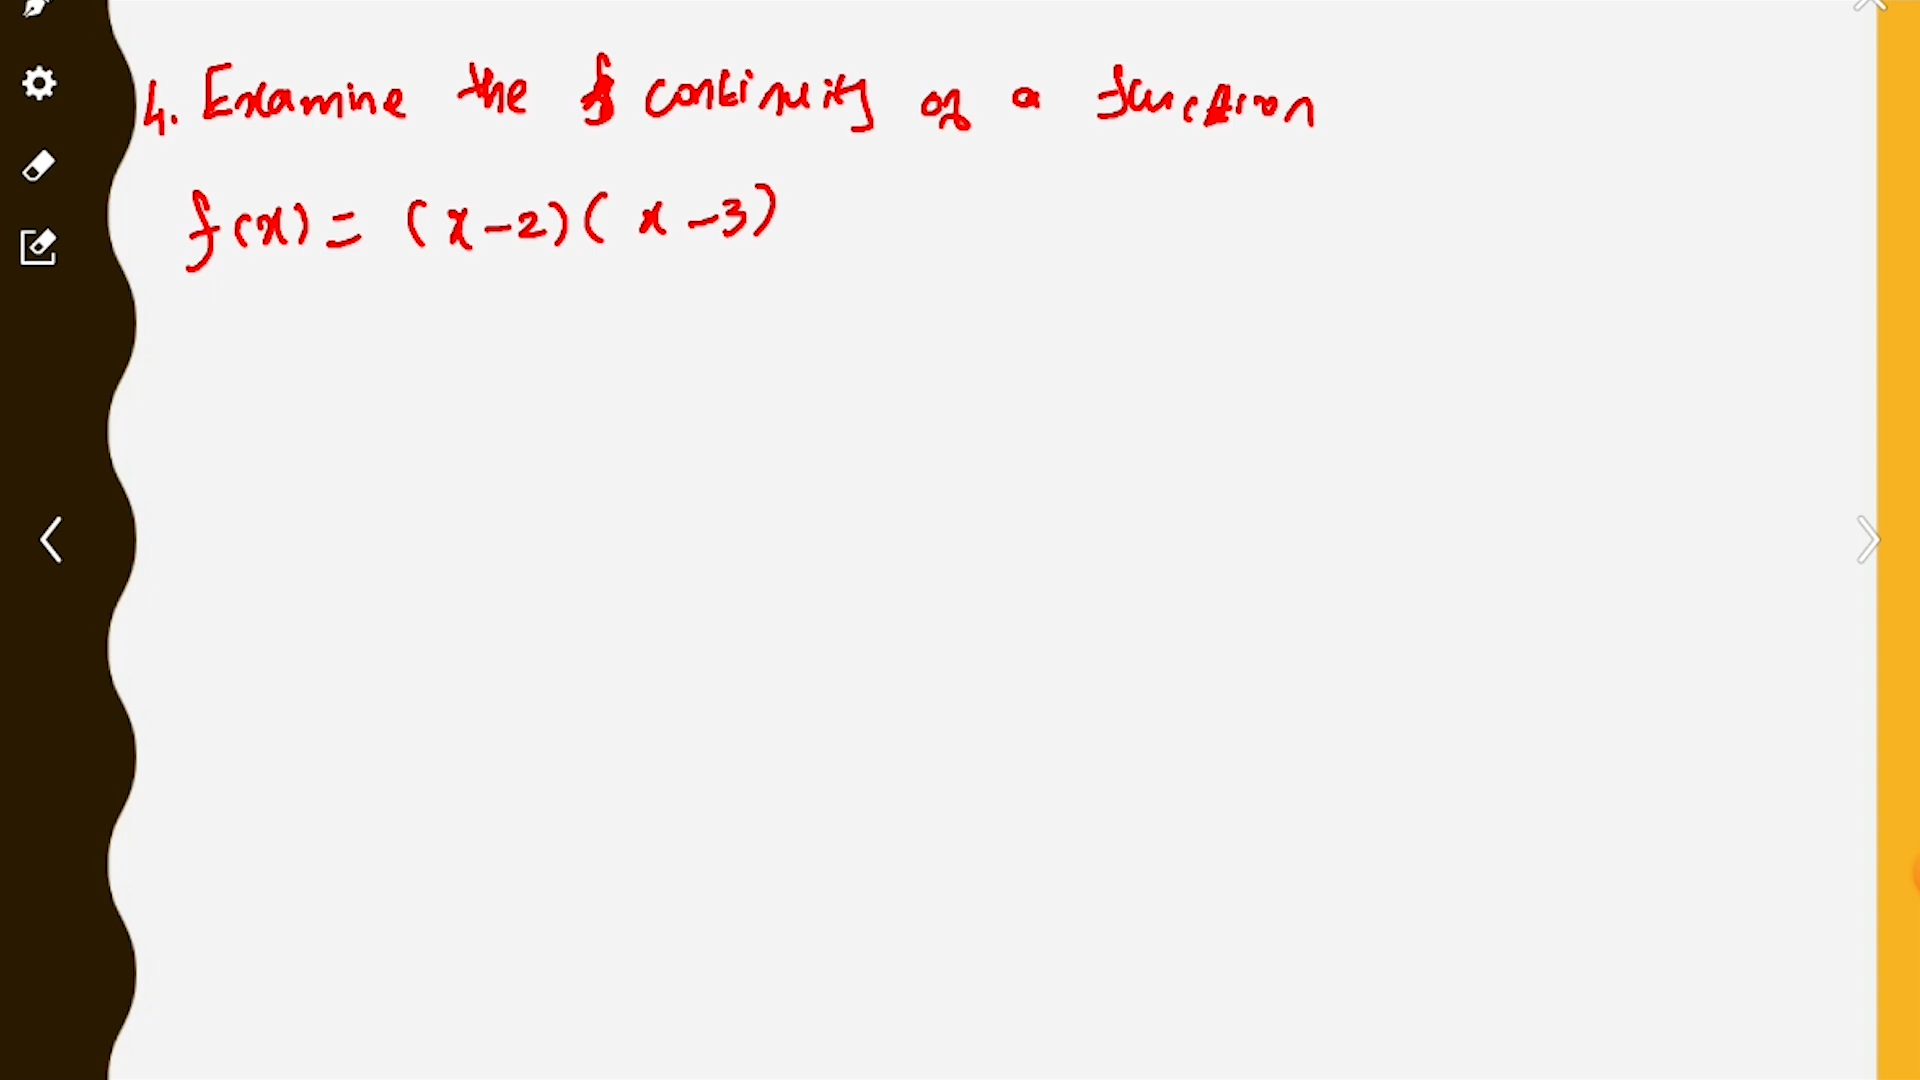 4. Examine the continuity of a function
f(x) = (x-2)(x-3)